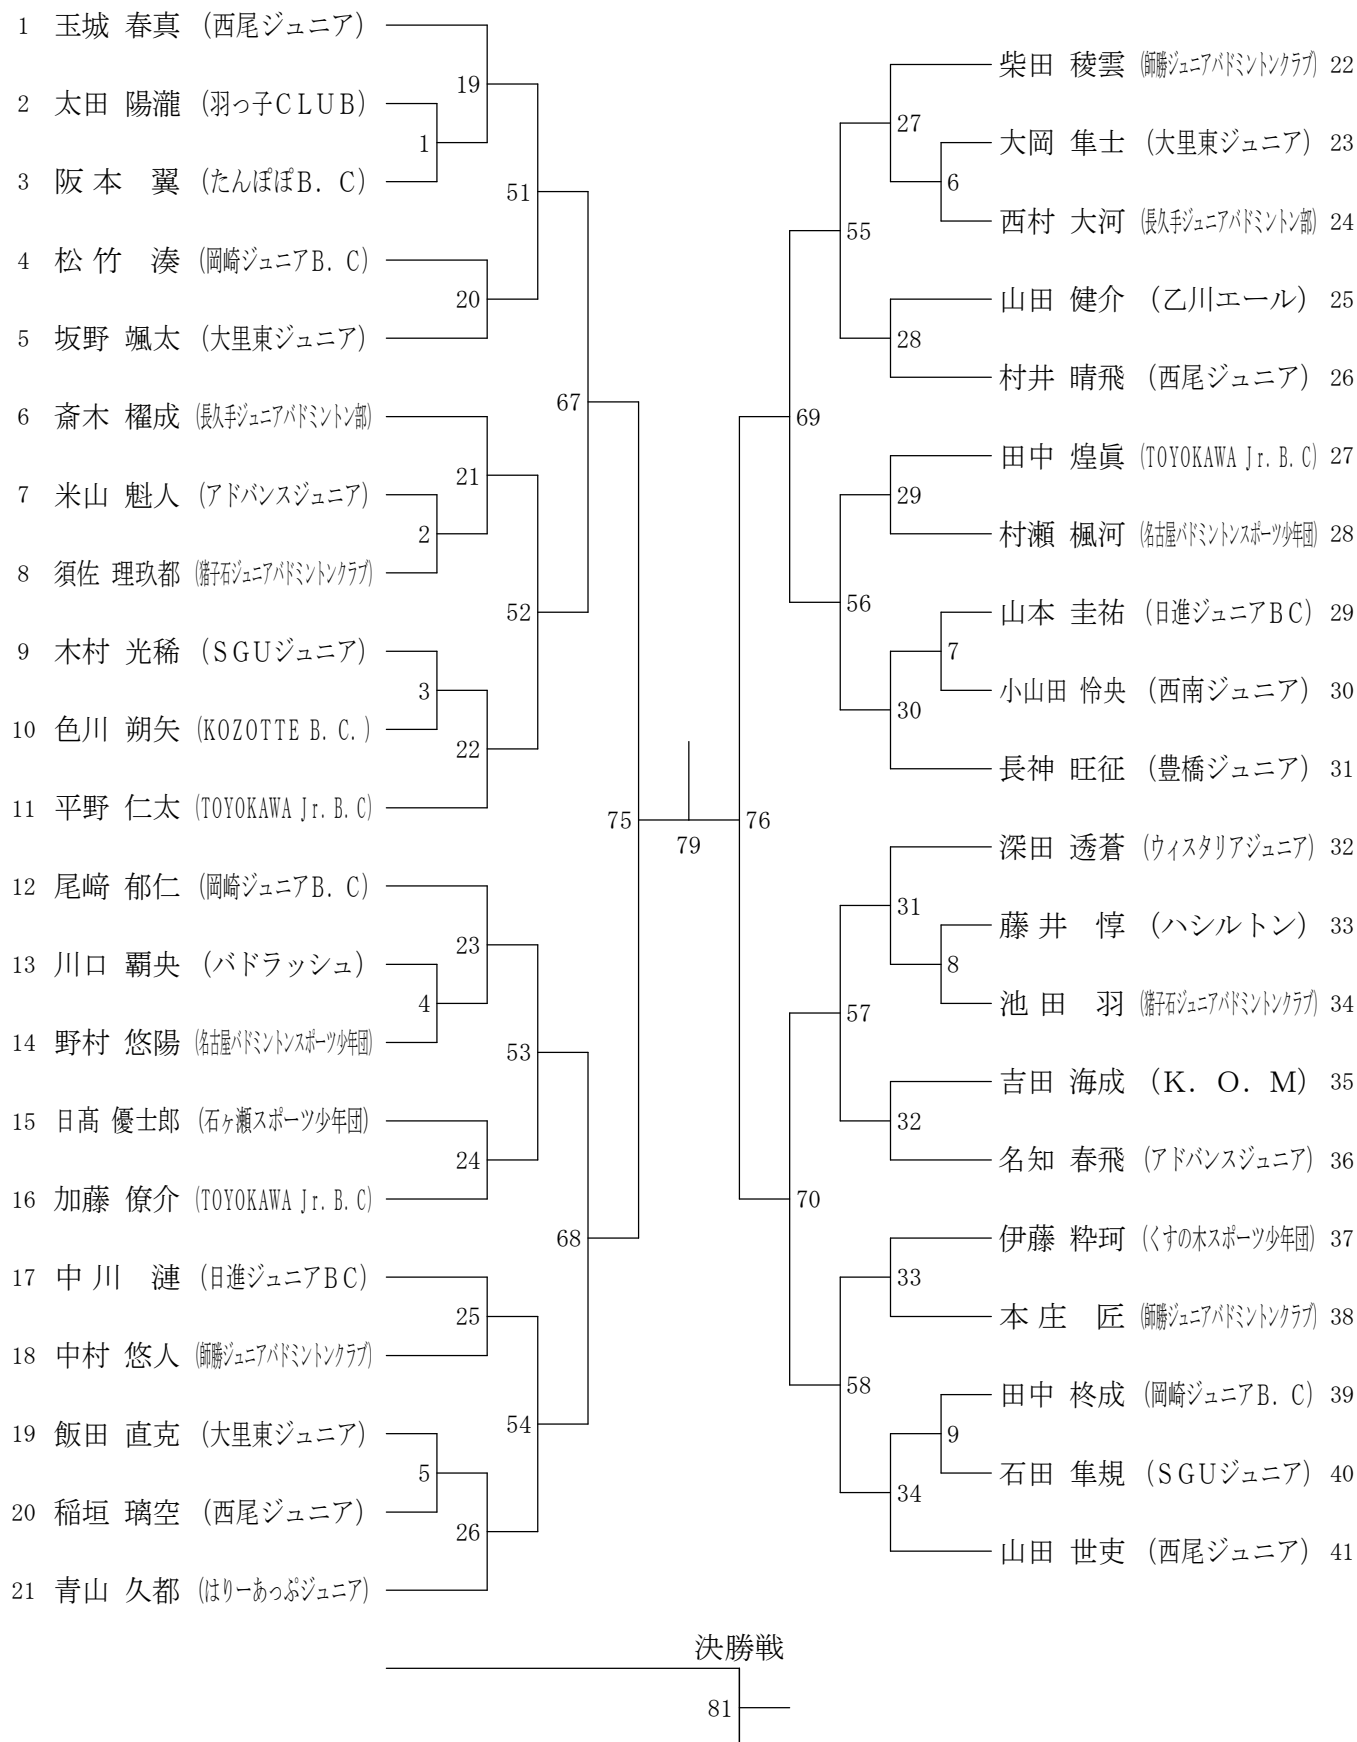 1 玉城 春真 (西尾ジュニア)
2 太田 陽瀧 (羽っ子CLUB)
3 阪本 翼 (たんぽぽB. C)
4 松竹 湊 (岡崎ジュニアB. C)
5 坂野 颯太 (大里東ジュニア)
6 斎木 櫂成 (長久手ジュニアバドミントン部)
7 米山 魁人 (アドバンスジュニア)
8 須佐 理玖都 (猪子石ジュニアバドミントンクラブ)
9 木村 光稀 (SGUジュニア)
10 色川 朔矢 (KOZOTTE B. C. )
11 平野 仁太 (TOYOKAWA Jr. B. C)
12 尾﨑 郁仁 (岡崎ジュニアB. C)
13 川口 覇央 (バドラッシュ)
14 野村 悠陽 (名古屋バドミントンスポーツ少年団)
15 日髙 優士郎 (石ヶ瀬スポーツ少年団)
16 加藤 僚介 (TOYOKAWA Jr. B. C)
17 中川 漣 (日進ジュニアBC)
18 中村 悠人 (師勝ジュニアバドミントンクラブ)
19 飯田 直克 (大里東ジュニア)
20 稲垣 璃空 (西尾ジュニア)
21 青山 久都 (はりーあっぷジュニア)
1
2
3
4
5
19
20
21
22
23
24
25
26
51
52
53
54
67
68
75
79
76
69
70
55
56
57
58
27
28
29
30
31
32
33
34
6
7
8
9
柴田 稜雲 (師勝ジュニアバドミントンクラブ) 22
大岡 隼士 (大里東ジュニア) 23
西村 大河 (長久手ジュニアバドミントン部) 24
山田 健介 (乙川エール) 25
村井 晴飛 (西尾ジュニア) 26
田中 煌眞 (TOYOKAWA Jr. B. C) 27
村瀬 楓河 (名古屋バドミントンスポーツ少年団) 28
山本 圭祐 (日進ジュニアBC) 29
小山田 怜央 (西南ジュニア) 30
長神 旺征 (豊橋ジュニア) 31
深田 透蒼 (ウィスタリアジュニア) 32
藤井 惇 (ハシルトン) 33
池田 羽 (猪子石ジュニアバドミントンクラブ) 34
吉田 海成 (K. O. M) 35
名知 春飛 (アドバンスジュニア) 36
伊藤 粋珂 (くすの木スポーツ少年団) 37
本庄 匠 (師勝ジュニアバドミントンクラブ) 38
田中 柊成 (岡崎ジュニアB. C) 39
石田 隼規 (SGUジュニア) 40
山田 世吏 (西尾ジュニア) 41
決勝戦
81